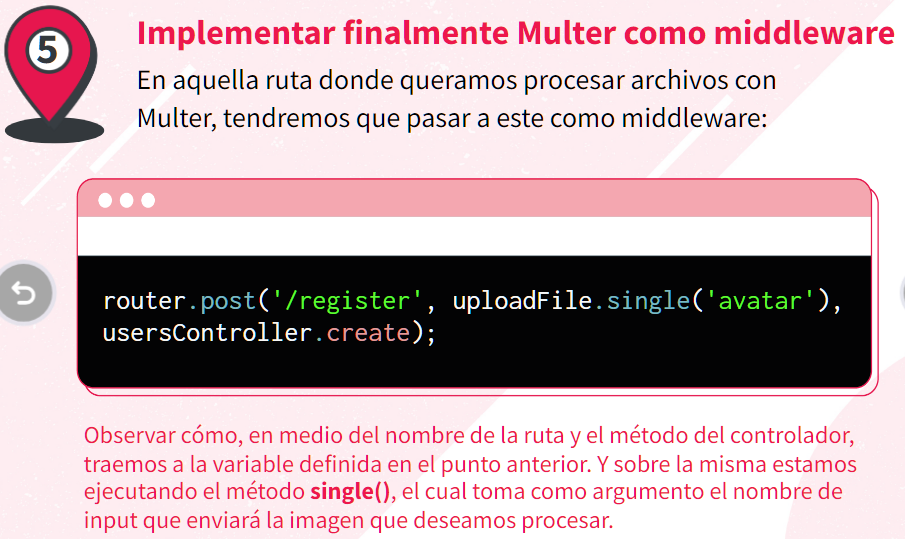 5
Implementar finalmente Multer como middleware
En aquella ruta donde queramos procesar archivos con
Multer, tendremos que pasar a este como middleware:
router.post('/register', uploadFile.single('avatar'),
usersController.create);
Observar cómo, en medio del nombre de la ruta y el método del controlador,
traemos a la variable definida en el punto anterior. Y sobre la misma estamos
ejecutando el método single(), el cual toma como argumento el nombre de
input que enviará la imagen que deseamos procesar.